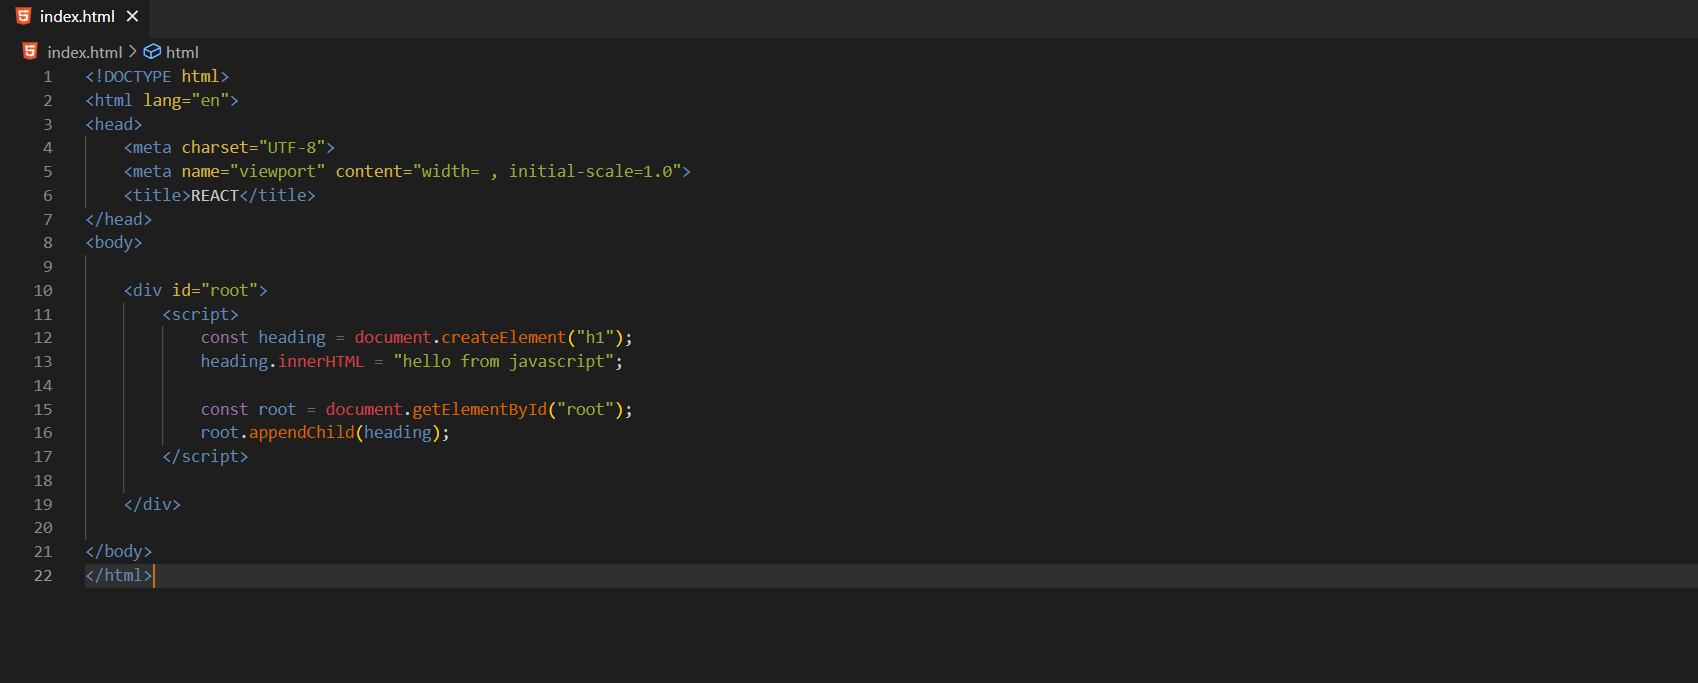 index.html
index.html > html
1 <!DOCTYPE html>
2 <html lang="en">
3 <head>
4     <meta charset="UTF-8">
5     <meta name="viewport" content="width= , initial-scale=1.0">
6     <title>REACT</title>
7 </head>
8 <body>
9
10     <div id="root">
11         <script>
12             const heading = document.createElement("h1");
13             heading.innerHTML = "hello from javascript";
14
15             const root = document.getElementById("root");
16             root.appendChild(heading);
17         </script>
18
19     </div>
20
21 </body>
22 </html>